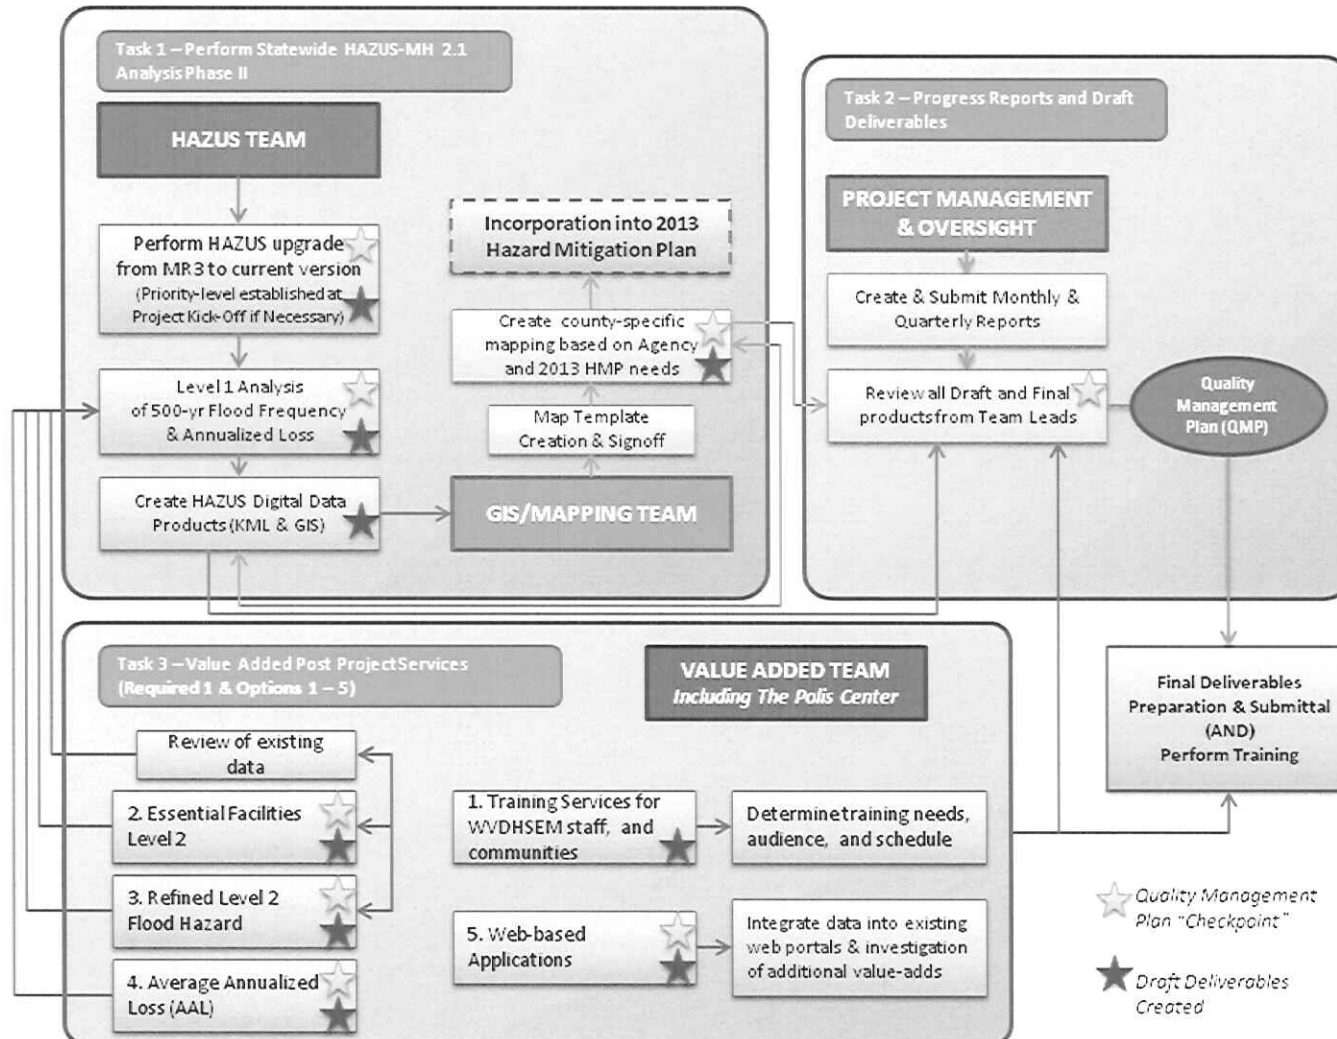 Task 1 – Perform Statewide HAZUS-MH 2.1
Analysis Phase II
HAZUS TEAM
Perform HAZUS upgrade
from MR3 to current version
(Priority-level established at
Project Kick-Off if Necessary)
Level 1 Analysis
of 500-yr Flood Frequency
& Annualized Loss
Create HAZUS Digital Data
Products (KML & GIS)
Incorporation into 2013
Hazard Mitigation Plan
Create county-specific
mapping based on Agency
and 2013 HMP needs
Map Template
Creation & Signoff
GIS/MAPPING TEAM
Task 2 – Progress Reports and Draft
Deliverables
PROJECT MANAGEMENT
& OVERSIGHT
Create & Submit Monthly &
Quarterly Reports
Review all Draft and Final
products from Team Leads
Quality
Management
Plan (QMP)
Final Deliverables
Preparation & Submittal
(AND)
Perform Training
Task 3 – Value Added Post Project Services
(Required 1 & Options 1 – 5)
VALUE ADDED TEAM
Including The Polis Center
Review of existing
data
2. Essential Facilities
Level 2
3. Refined Level 2
Flood Hazard
4. Average Annualized
Loss (AAL)
1. Training Services for
WVDHSEM staff, and
communities
Determine training needs,
audience, and schedule
5. Web-based
Applications
Integrate data into existing
web portals & investigation
of additional value-adds
Quality Management
Plan "Checkpoint"
Draft Deliverables
Created